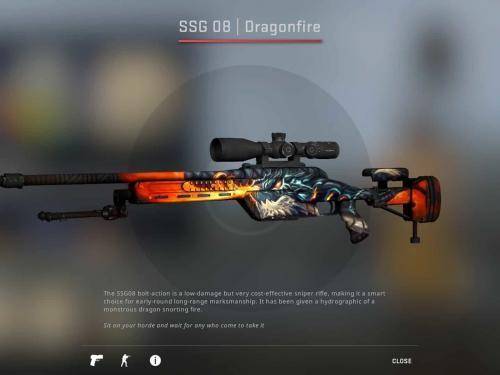 SSG 08 | Dragonfire
The SSG08 bolt-action is a low-damage but very cost-effective sniper rifle, making it a smart
choice for early-round long-range marksmanship. It has been given a hydrographic of a
monstrous dragon snorting fire.
Sit on your horde and wait for any who come to take it
CLOSE